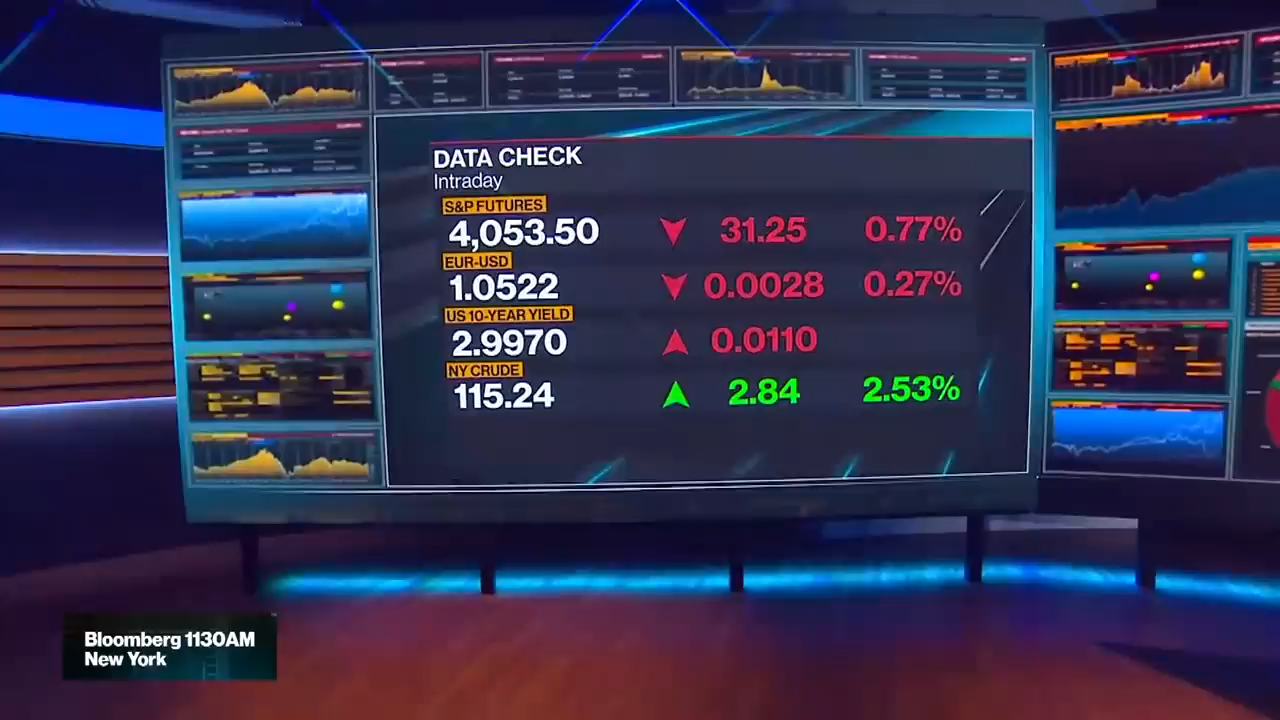 DATA CHECK
Intraday
S&P FUTURES
4,053.50 31.25 0.77%
EUR-USD
1.0522 0.0028 0.27%
US 10-YEAR YIELD
2.9970 0.0110
NY CRUDE
115.24 2.84 2.53%
Bloomberg 1130AM
New York